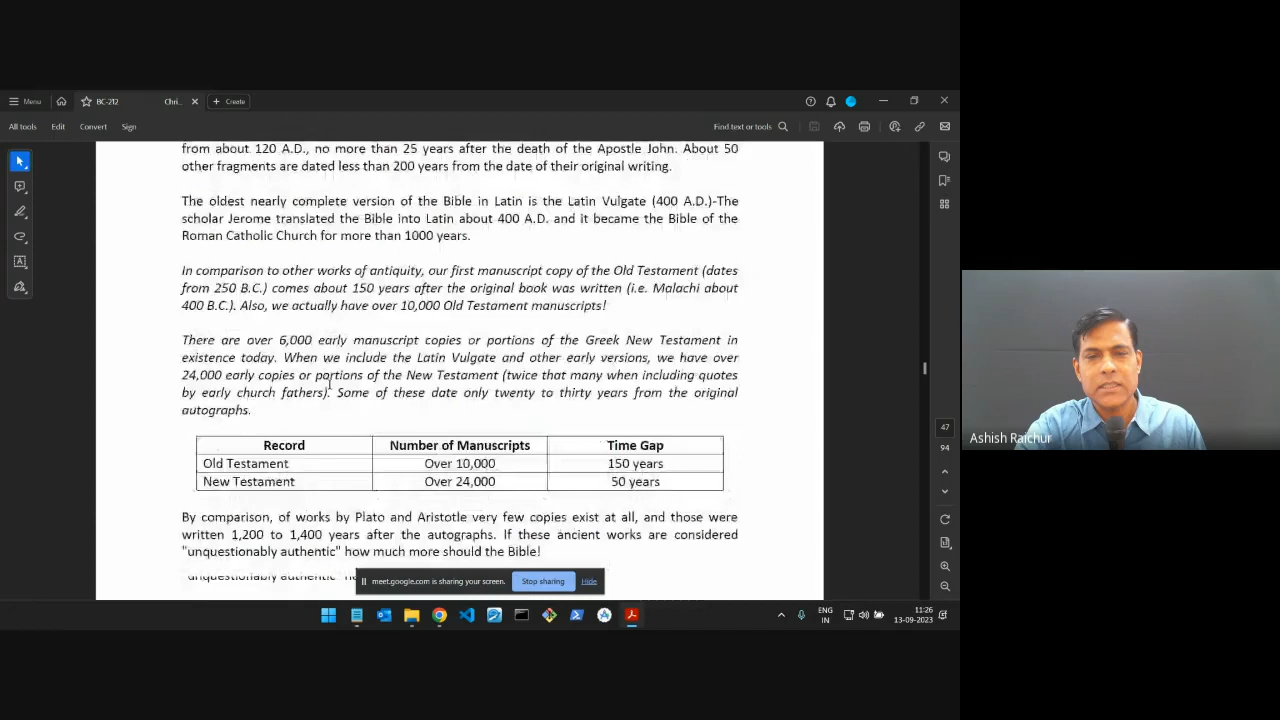 Menu
BC-212
Chri...
Create
All tools
Edit
Convert
Sign
Find text or tools
from about 120 A.D., no more than 25 years after the death of the Apostle John. About 50
other fragments are dated less than 200 years from the date of their original writing.
The oldest nearly complete version of the Bible in Latin is the Latin Vulgate (400 A.D.)-The
scholar Jerome translated the Bible into Latin about 400 A.D. and it became the Bible of the
Roman Catholic Church for more than 1000 years.
In comparison to other works of antiquity, our first manuscript copy of the Old Testament (dates
from 250 B.C.) comes about 150 years after the original book was written (i.e. Malachi about
400 B.C.). Also, we actually have over 10,000 Old Testament manuscripts!
There are over 6,000 early manuscript copies or portions of the Greek New Testament in
existence today. When we include the Latin Vulgate and other early versions, we have over
24,000 early copies or portions of the New Testament (twice that many when including quotes
by early church fathers). Some of these date only twenty to thirty years from the original
autographs.
Record Number of Manuscripts Time Gap
Old Testament Over 10,000 150 years
New Testament Over 24,000 50 years
By comparison, of works by Plato and Aristotle very few copies exist at all, and those were
written 1,200 to 1,400 years after the autographs. If these ancient works are considered
"unquestionably authentic" how much more should the Bible!
unquestionably authentic
meet.google.com is sharing your screen.
Stop sharing
Hide
47
94
ENG
IN
11:26
13-09-2023
Ashish Raichur